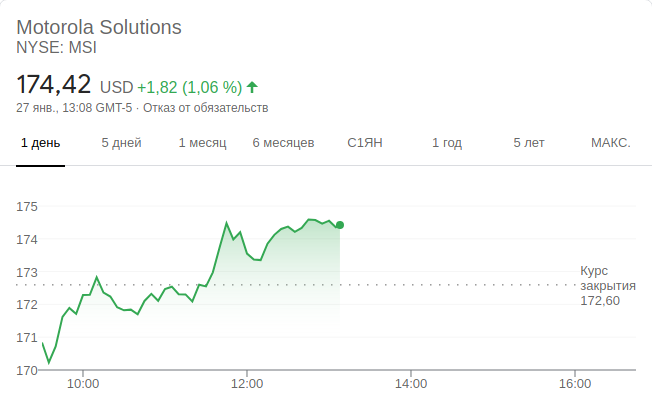 Motorola Solutions
NYSE: MSI
174,42 USD +1,82 (1,06 %)
27 янв., 13:08 GMT-5 · Отказ от обязательств
1 день 5 дней 1 месяц 6 месяцев С1ЯН 1 год 5 лет МАКС.
175
174
173
172
171
170
Курс
закрытия
172,60
10:00 12:00 14:00 16:00